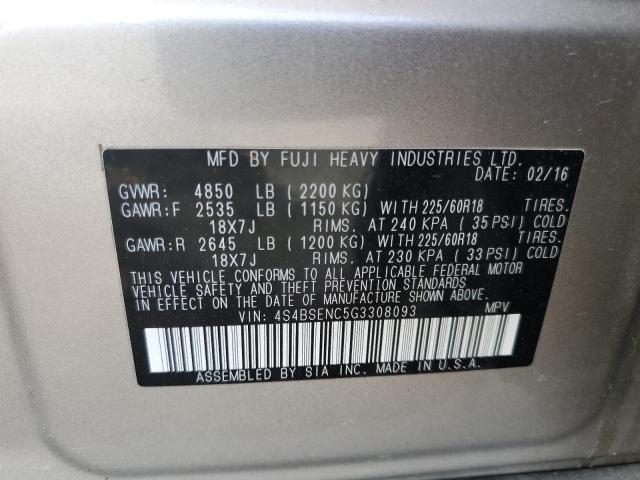 MFD BY FUJI HEAVY INDUSTRIES LTD.
DATE: 02/16
GVWR: 4850 LB (2200 KG)
GAWR:F 2535 LB (1150 KG) WITH 225/60R18 TIRES.
18X7J RIMS. AT 240 KPA (35 PSI) COLD
GAWR:R 2645 LB (1200 KG) WITH 225/60R18 TIRES.
18X7J RIMS. AT 230 KPA (33 PSI) COLD
THIS VEHICLE CONFORMS TO ALL APPLICABLE FEDERAL MOTOR
VEHICLE SAFETY AND THEFT PREVENTION STANDARDS
IN EFFECT ON THE DATE OF MANUFACTURE SHOWN ABOVE.
VIN: 4S4BSENC5G3308093 MPV
ASSEMBLED BY SIA INC. MADE IN U.S.A.